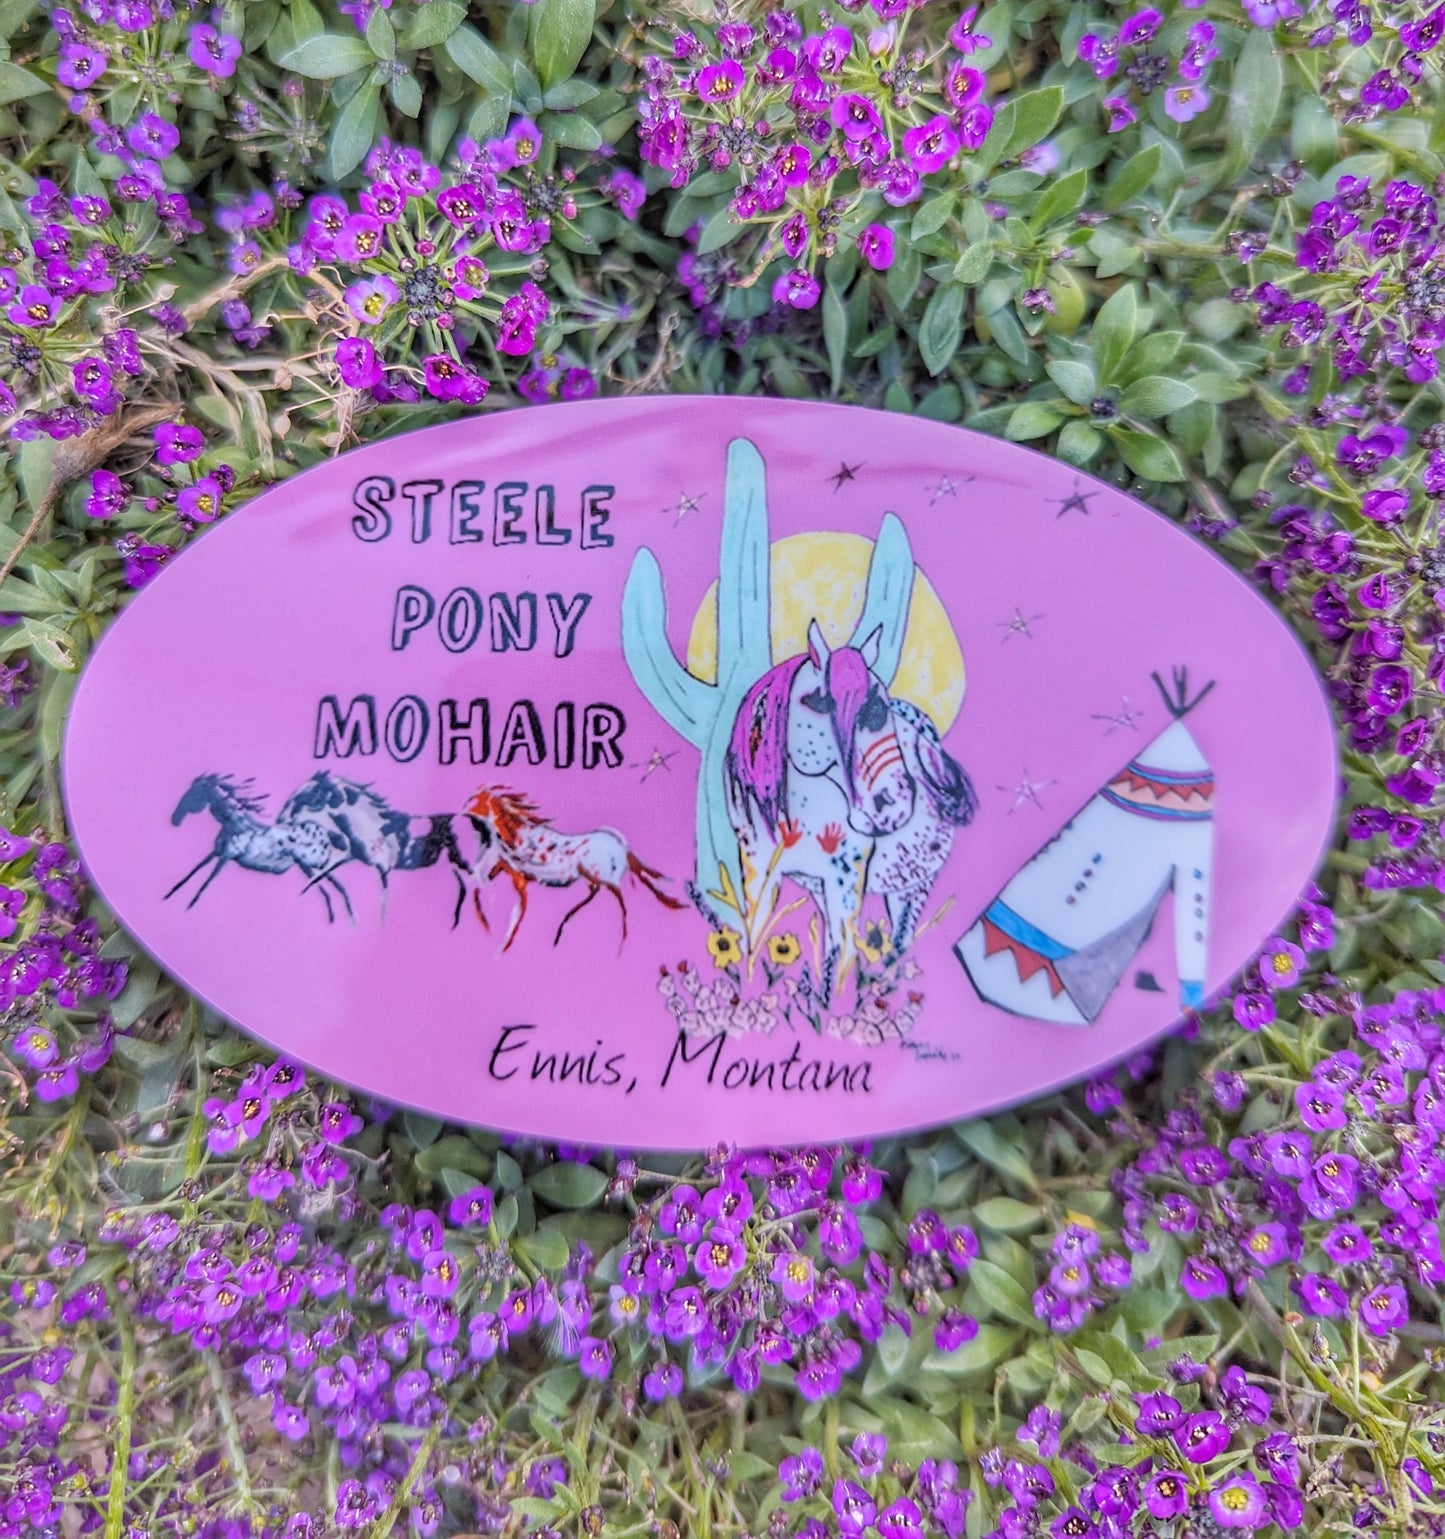 STEELE
PONY
MOHAIR
Ennis, Montana